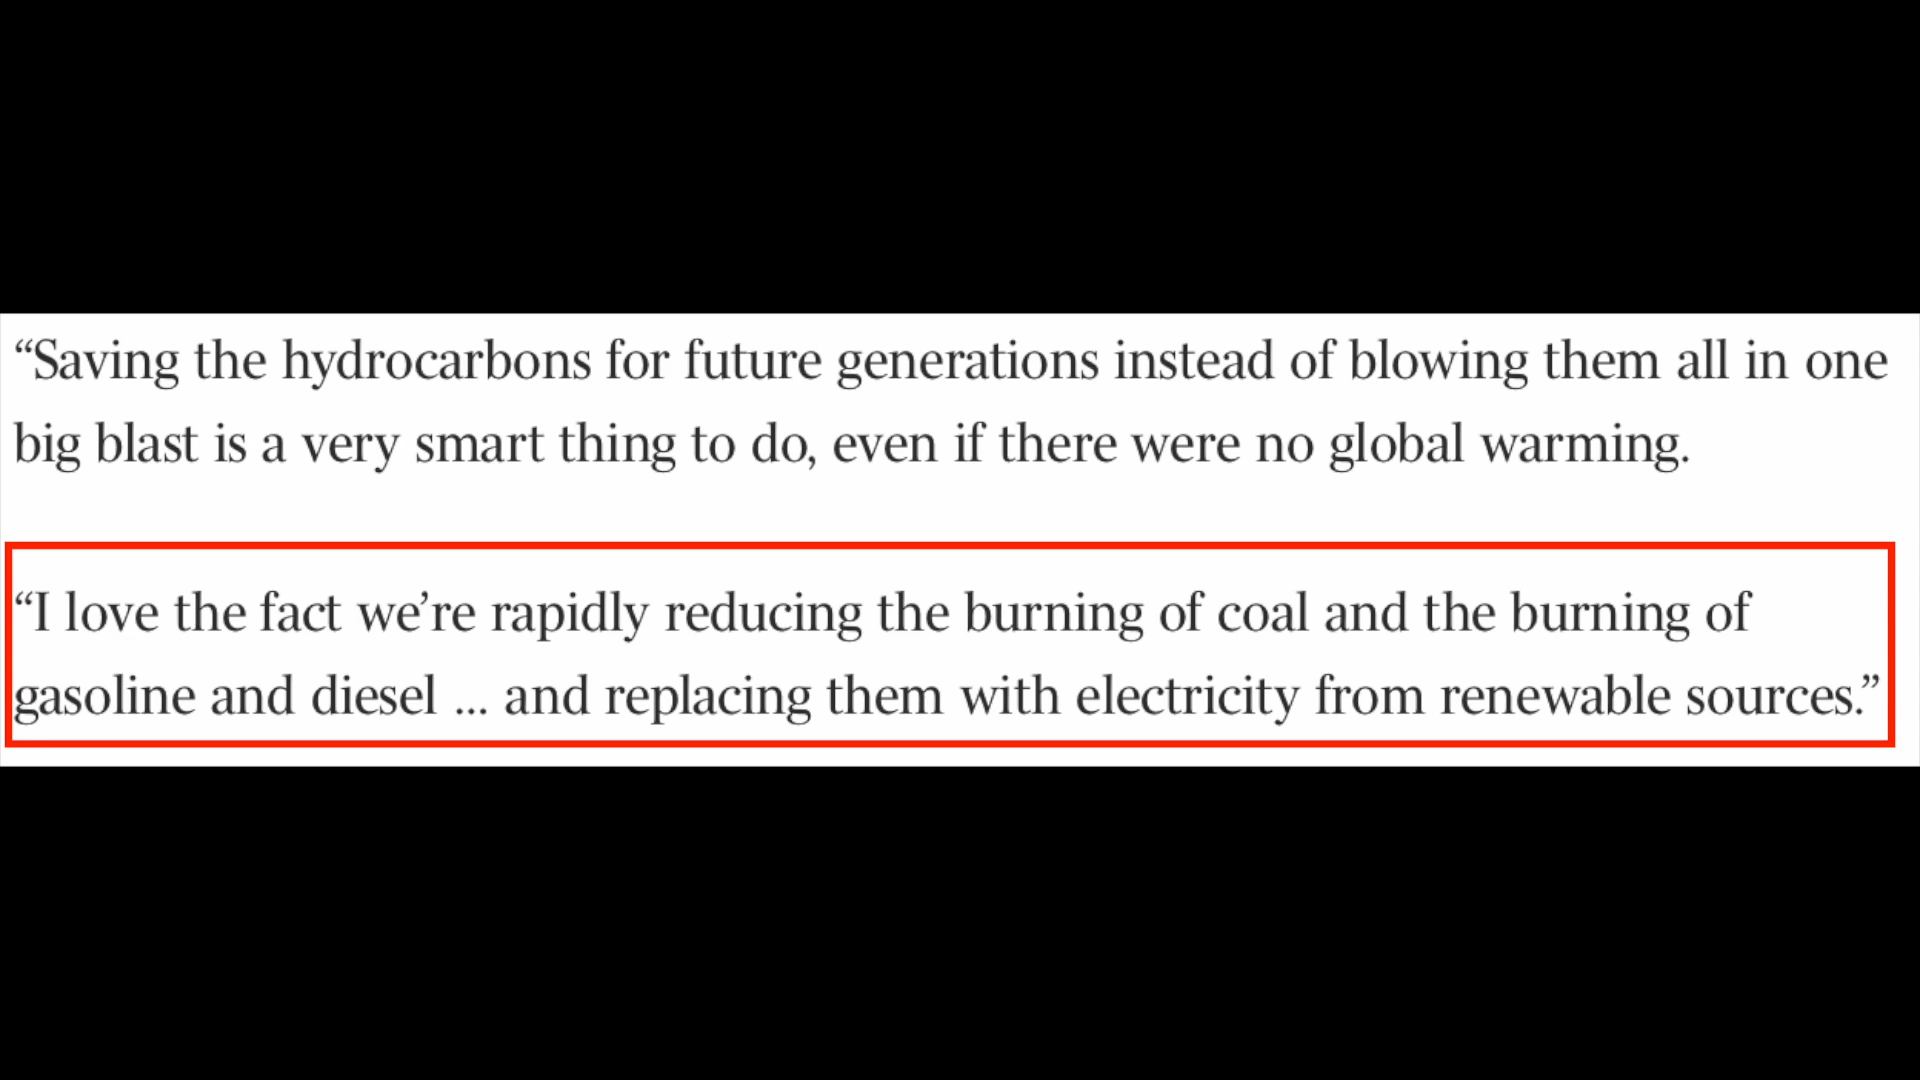 “Saving the hydrocarbons for future generations instead of blowing them all in one
big blast is a very smart thing to do, even if there were no global warming.
“I love the fact we’re rapidly reducing the burning of coal and the burning of
gasoline and diesel ... and replacing them with electricity from renewable sources.”